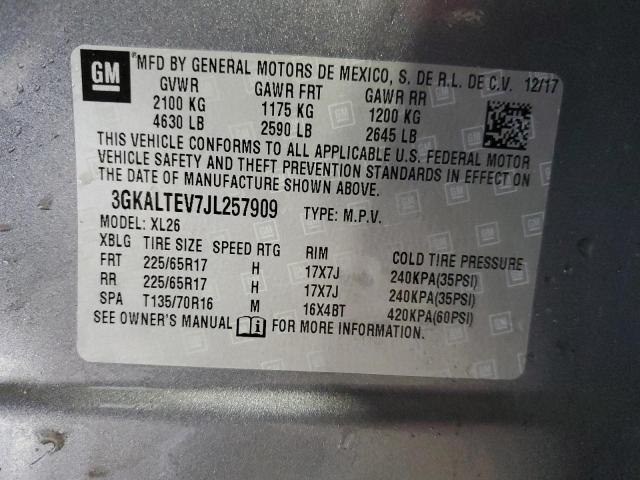 GM
®MFD BY GENERAL MOTORS DE MEXICO, S. DE R.L. DE C.V. 12/17
GVWR GAWR FRT GAWR RR
2100 KG 1175 KG 1200 KG
4630 LB 2590 LB 2645 LB
THIS VEHICLE CONFORMS TO ALL APPLICABLE U.S. FEDERAL MOTOR
VEHICLE SAFETY AND THEFT PREVENTION STANDARDS IN EFFECT ON
THE DATE OF MANUFACTURE SHOWN ABOVE.
3GKALTEV7JL257909 TYPE: M.P.V.
MODEL: XL26
XBLG TIRE SIZE SPEED RTG RIM COLD TIRE PRESSURE
FRT 225/65R17 H 17X7J 240KPA(35PSI)
RR 225/65R17 H 17X7J 240KPA(35PSI)
SPA T135/70R16 M 16X4BT 420KPA(60PSI)
SEE OWNER'S MANUAL FOR MORE INFORMATION.